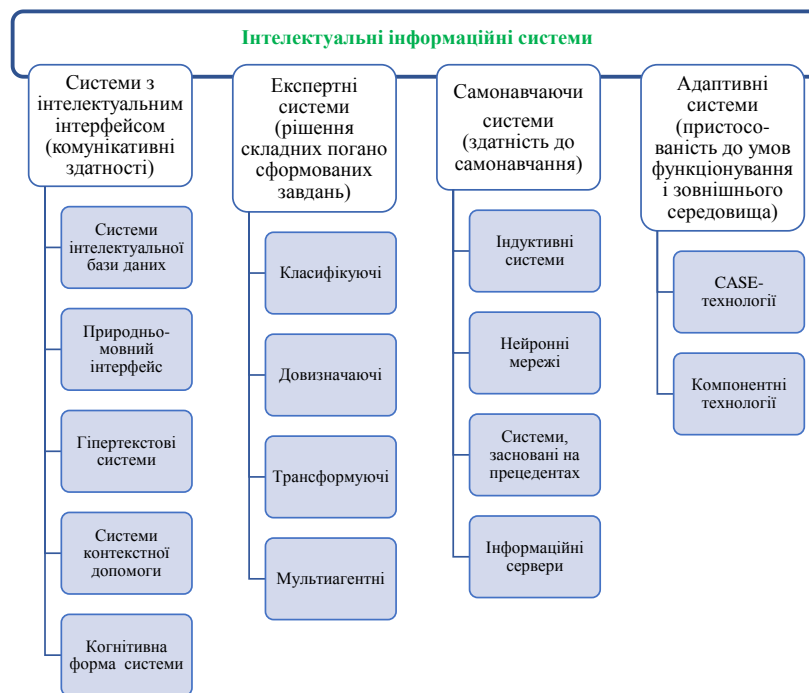 Інтелектуальні інформаційні системи
Системи з
інтелектуальним
інтерфейсом
(комунікативні
здатності)
Системи
інтелектуальної
бази даних
Природньо-
мовний
інтерфейс
Гіпертекстові
системи
Системи
контекстної
допомоги
Когнітивна
форма системи
Експертні
системи
(рішення
складних погано
сформованих
завдань)
Класифікуючі
Довизначаючі
Трансформуючі
Мультиагентні
Самонавчаючи
системи
(здатність до
самонавчання)
Індуктивні
системи
Нейронні
мережі
Системи,
засновані на
прецедентах
Інформаційні
сервери
Адаптивні
системи
(пристосо-
ваність до умов
функціонування
і зовнішнього
середовища)
CASE-
технології
Компонентні
технології